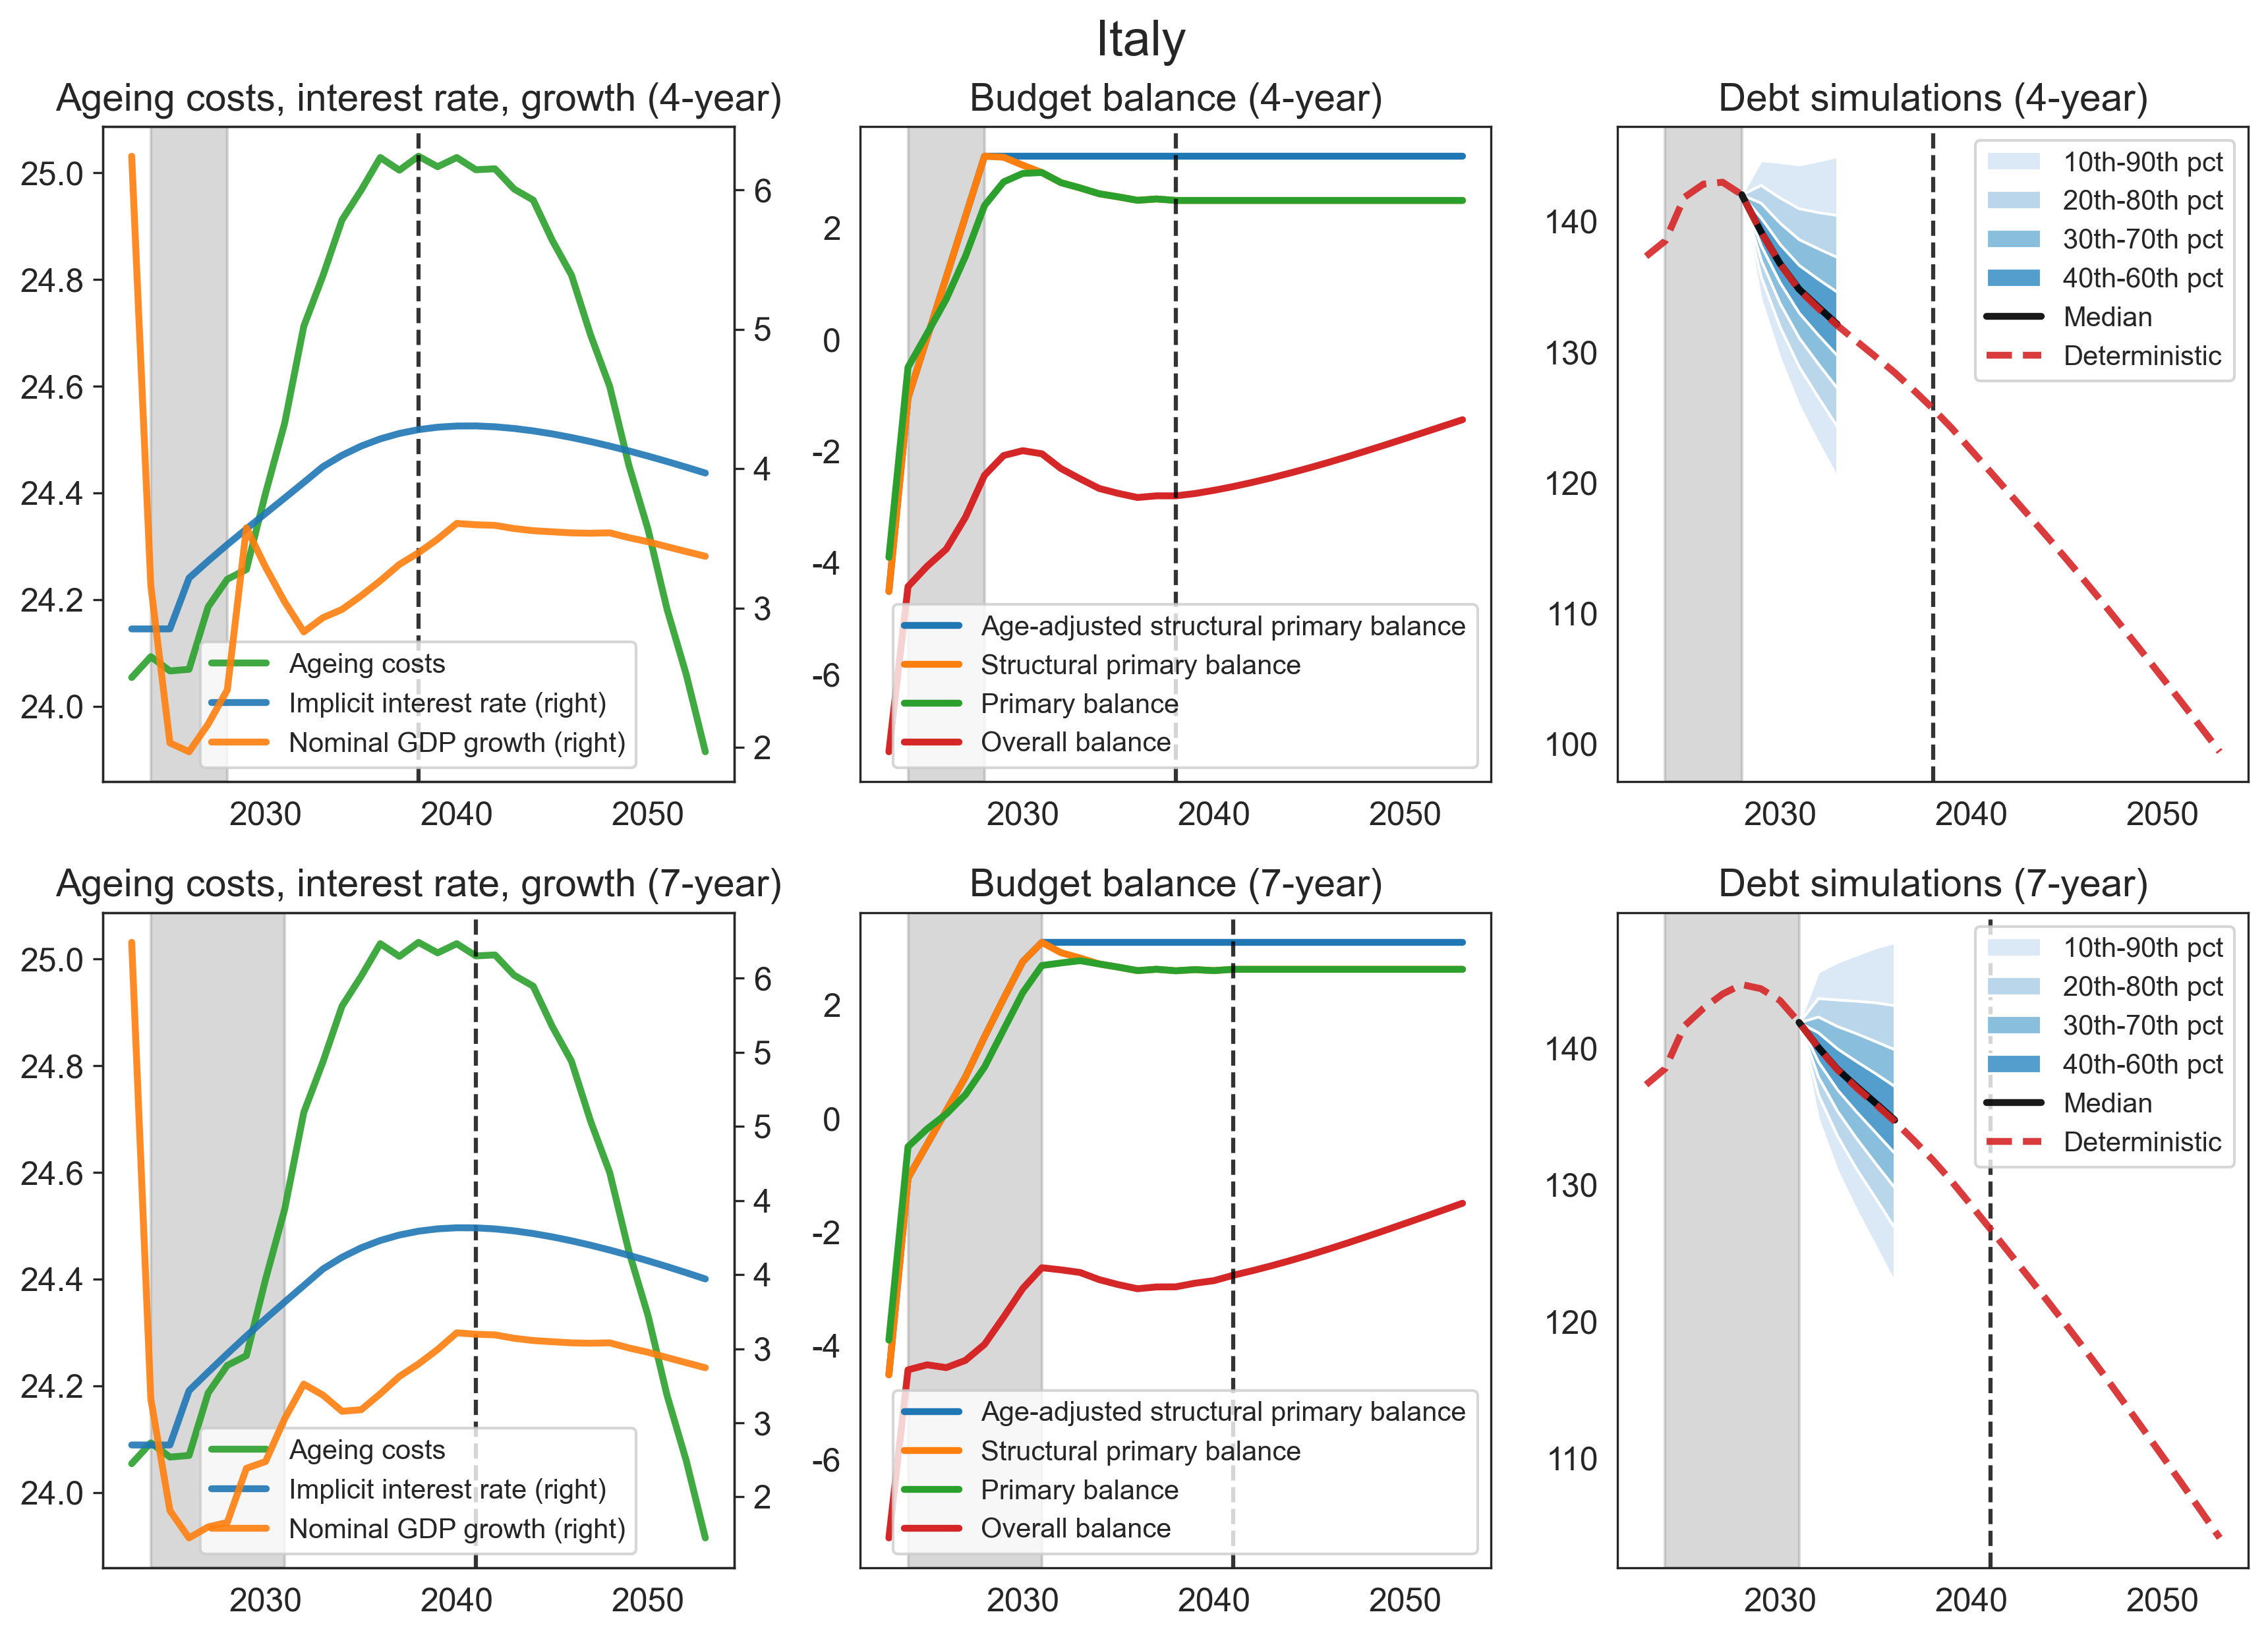 Italy
Ageing costs, interest rate, growth (4-year)
25.0
24.8
24.6
24.4
24.2
24.0
6
5
4
3
2
2030
2040
2050
Ageing costs
Implicit interest rate (right)
Nominal GDP growth (right)
Budget balance (4-year)
2
0
-2
-4
-6
2030
2040
2050
Age-adjusted structural primary balance
Structural primary balance
Primary balance
Overall balance
Debt simulations (4-year)
140
130
120
110
100
2030
2040
2050
10th-90th pct
20th-80th pct
30th-70th pct
40th-60th pct
Median
Deterministic
Ageing costs, interest rate, growth (7-year)
25.0
24.8
24.6
24.4
24.2
24.0
6
5
5
4
4
3
3
2
2030
2040
2050
Ageing costs
Implicit interest rate (right)
Nominal GDP growth (right)
Budget balance (7-year)
2
0
-2
-4
-6
2030
2040
2050
Age-adjusted structural primary balance
Structural primary balance
Primary balance
Overall balance
Debt simulations (7-year)
140
130
120
110
2030
2040
2050
10th-90th pct
20th-80th pct
30th-70th pct
40th-60th pct
Median
Deterministic